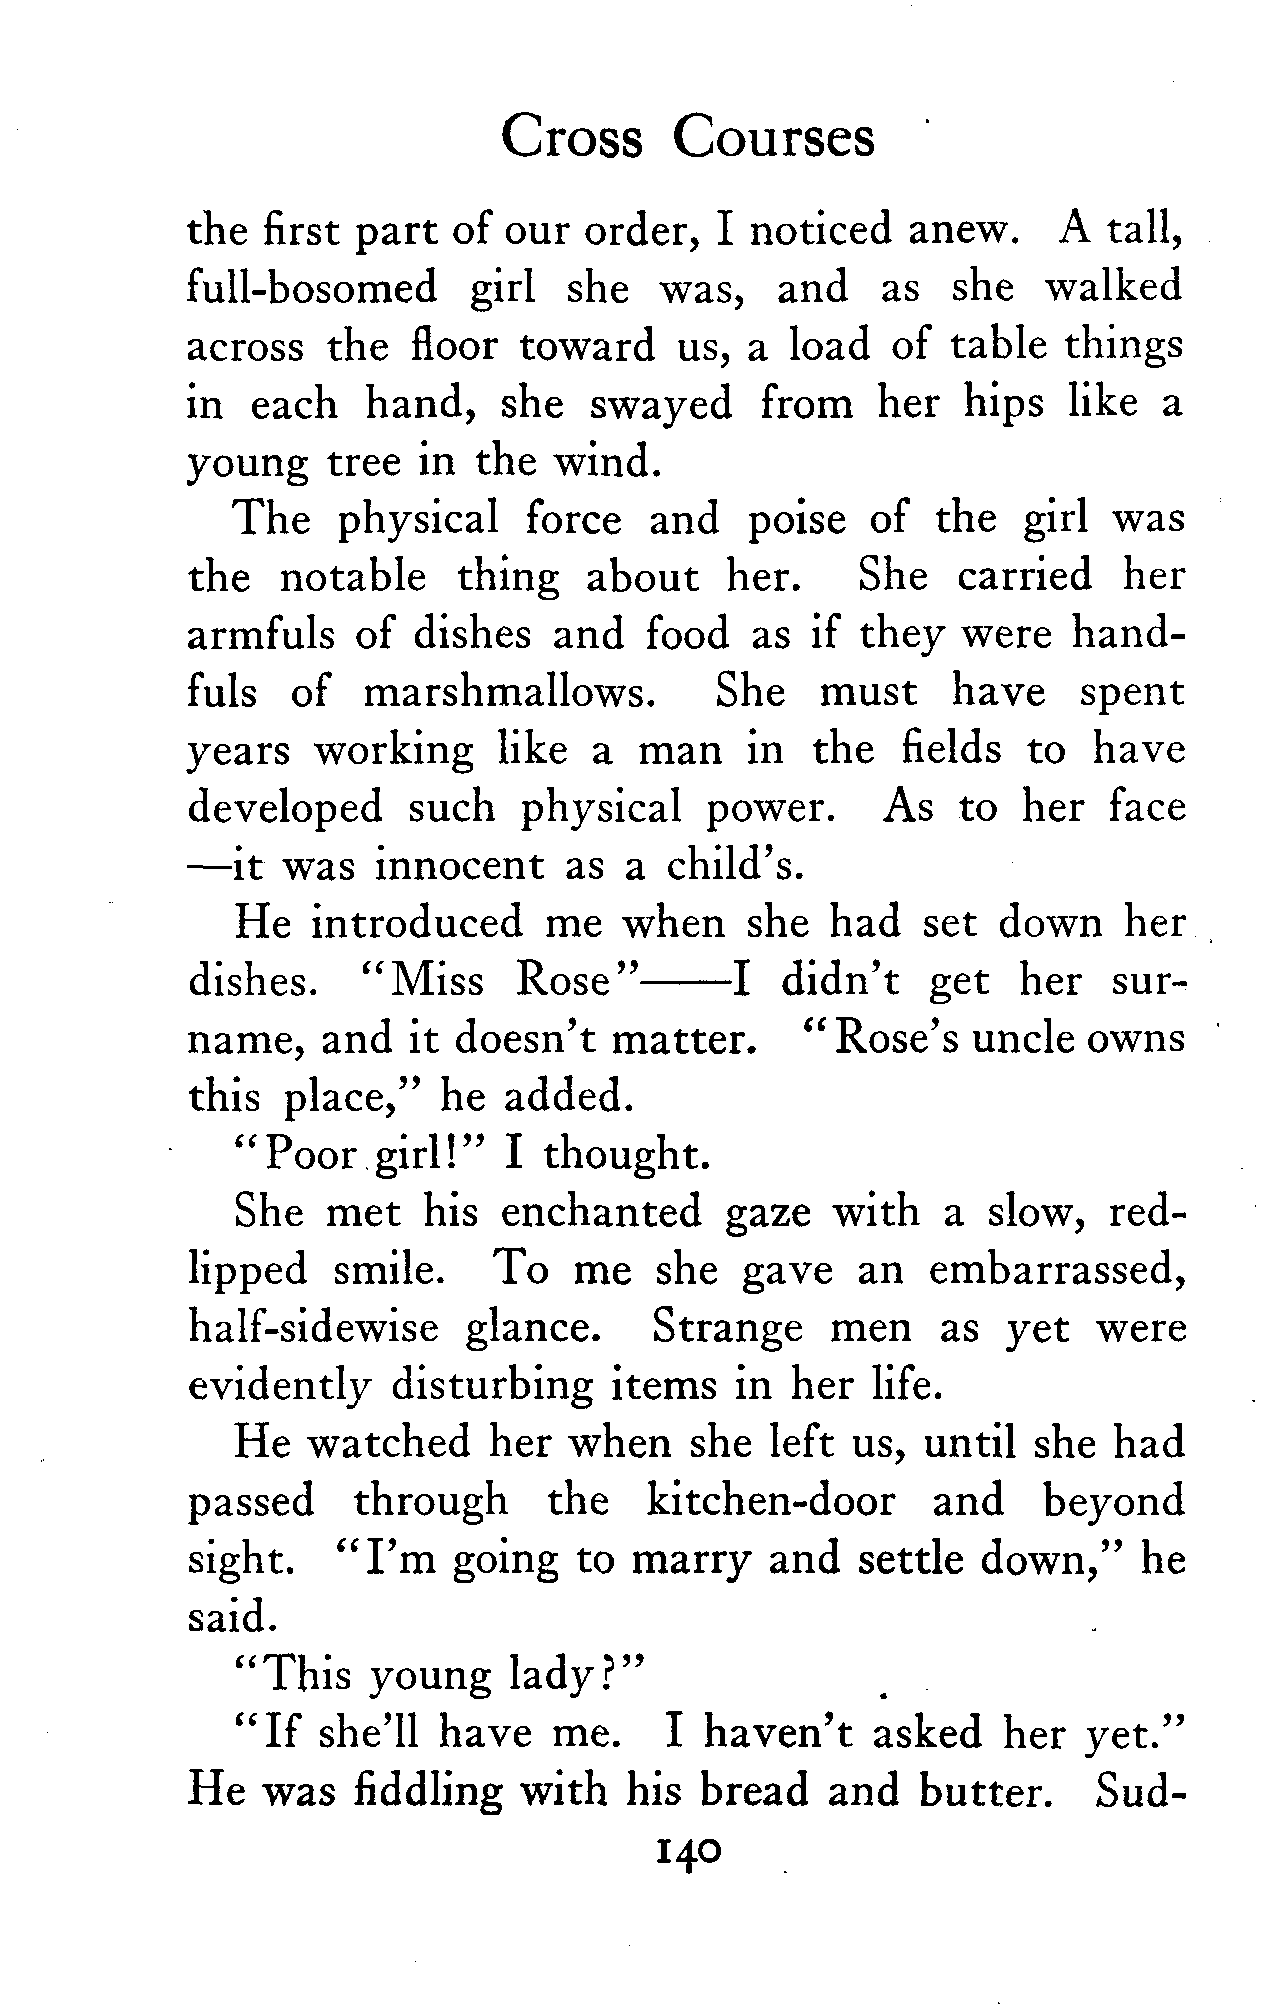 Cross Courses
the first part of our order, I noticed anew. A tall,
full-bosomed girl she was, and as she walked
across the floor toward us, a load of table things
in each hand, she swayed from her hips like a
young tree in the wind.
The physical force and poise of the girl was
the notable thing about her. She carried her
armfuls of dishes and food as if they were hand-
fuls of marshmallows. She must have spent
years working like a man in the fields to have
developed such physical power. As to her face
—it was innocent as a child's.
He introduced me when she had set down her
dishes. "Miss Rose"——I didn't get her sur-
name, and it doesn't matter. "Rose's uncle owns
this place," he added.
"Poor girl!" I thought.
She met his enchanted gaze with a slow, red-
lipped smile. To me she gave an embarrassed,
half-sidewise glance. Strange men as yet were
evidently disturbing items in her life.
He watched her when she left us, until she had
passed through the kitchen-door and beyond
sight. "I'm going to marry and settle down," he
said.
"This young lady?"
"If she'll have me. I haven't asked her yet."
He was fiddling with his bread and butter. Sud-
140